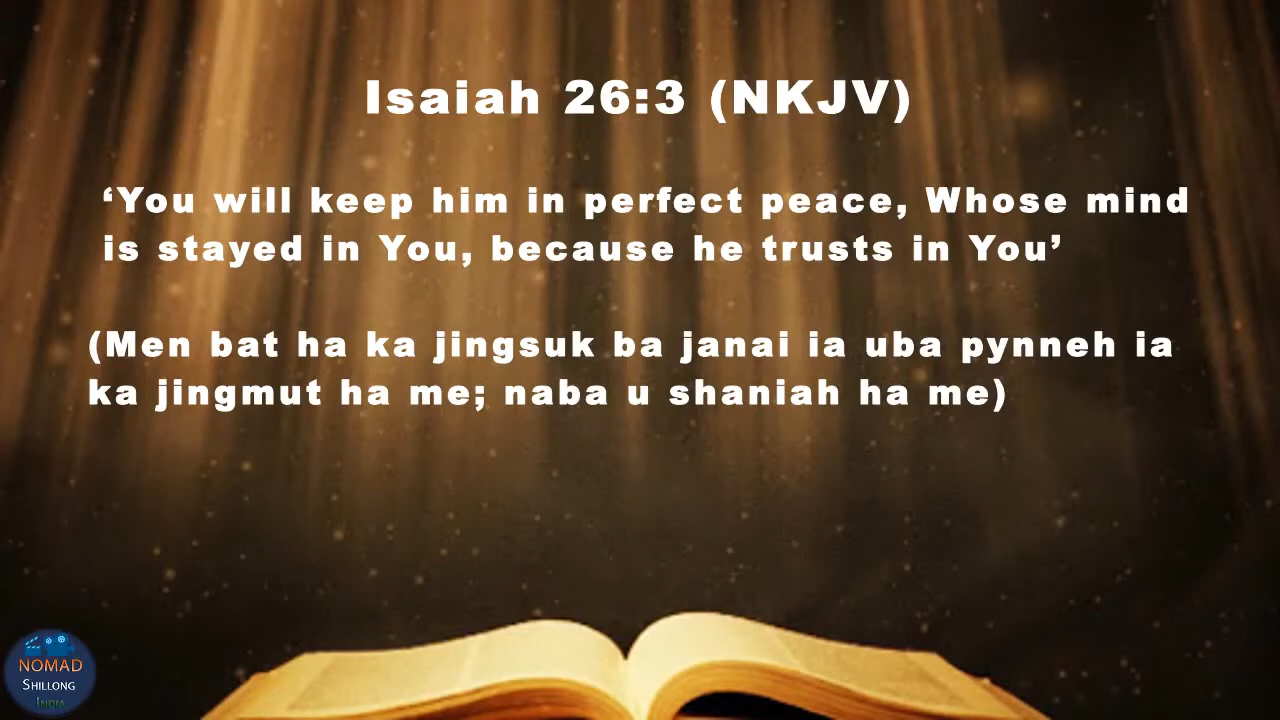 Isaiah 26:3 (NKJV)
‘You will keep him in perfect peace, Whose mind
is stayed in You, because he trusts in You’
(Men bat ha ka jingsuk ba janai ia uba pynneh ia
ka jingmut ha me; naba u shaniah ha me)
NOMAD
SHILLONG
INDIA